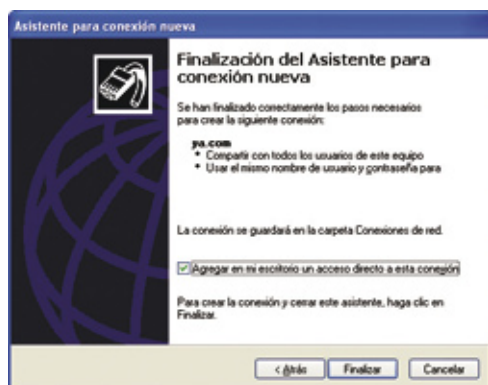 Asistente para conexión nueva
Finalización del Asistente para
conexión nueva
Se han finalizado correctamente los pasos necesarios
para crear la siguiente conexión:
ya.com
* Compartir con todos los usuarios de este equipo
* Usar el mismo nombre de usuario y contraseña para
La conexión se guardará en la carpeta Conexiones de red.
Agregar en mi escritorio un acceso directo a esta conexión
Para crear la conexión y cerrar este asistente, haga clic en
Finalizar.
< Atrás Finalizar Cancelar